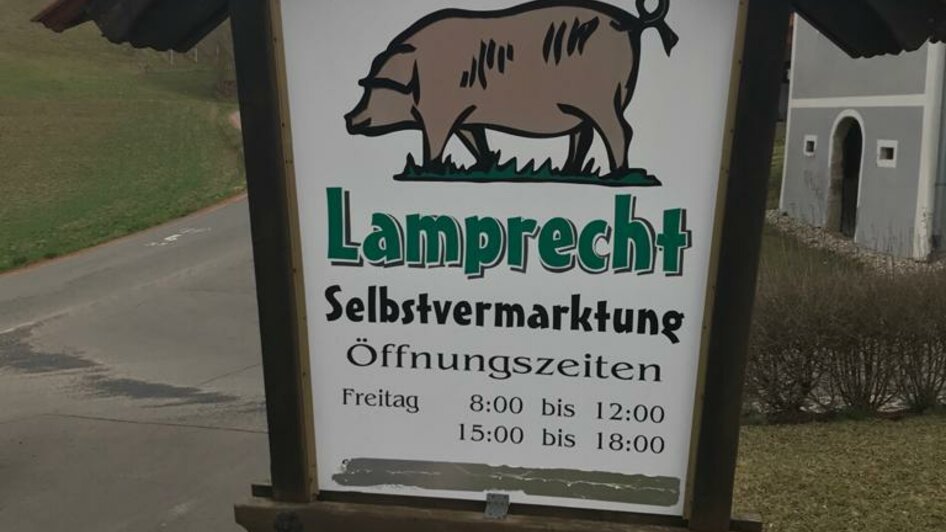 Lamprecht
Selbstvermarktung
Öffnungszeiten
Freitag 8:00 bis 12:00
15:00 bis 18:00